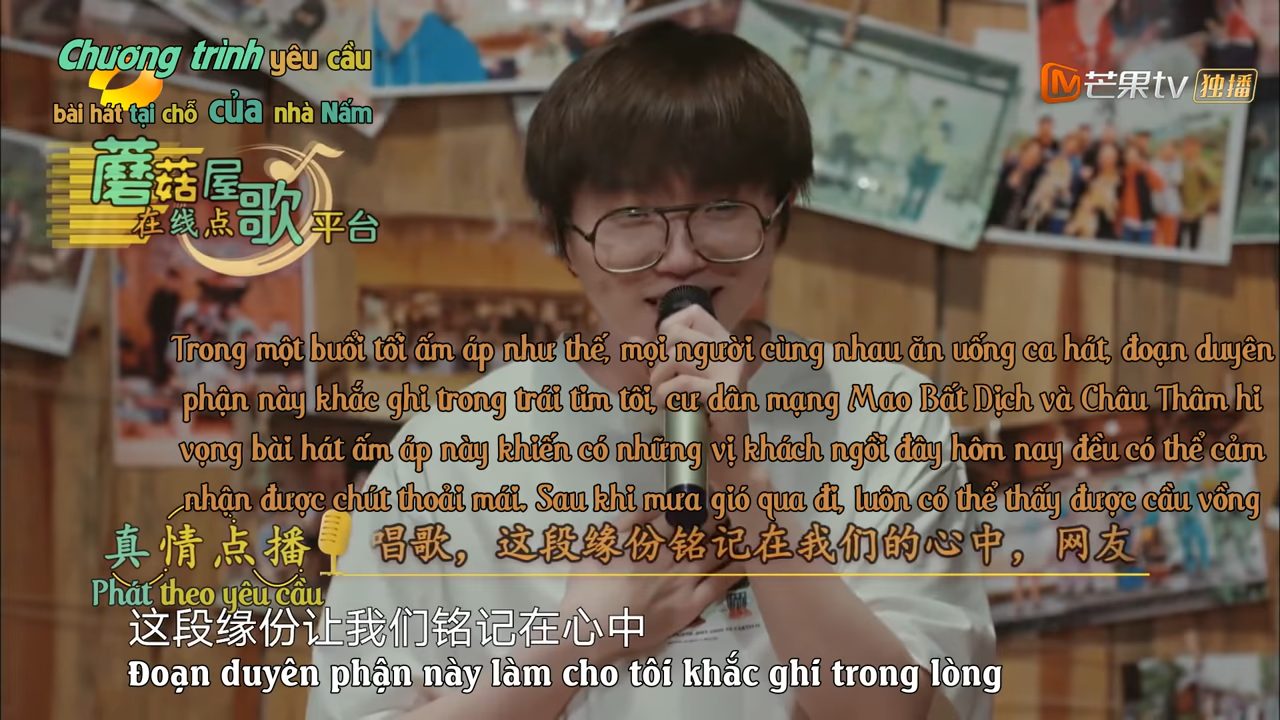 Chương trình yêu cầu
bài hát tại chỗ của nhà Nấm
芒果tv 独播
蘑菇屋
在线点歌平台
Trong một buổi tối ấm áp như thế, mọi người cùng nhau ăn uống ca hát, đoạn duyên
phận này khắc ghi trong trái tim tôi, cư dân mạng Mao Bất Dịch và Châu Thâm hi
vọng bài hát ấm áp này khiến có những vị khách ngồi đây hôm nay đều có thể cảm
nhận được chút thoải mái. Sau khi mưa gió qua đi, luôn có thể thấy được cầu vồng
真情点播 唱歌，这段缘份铭记在我们的心中，网友
Phát theo yêu cầu
这段缘份让我们铭记在心中
Đoạn duyên phận này làm cho tôi khắc ghi trong lòng